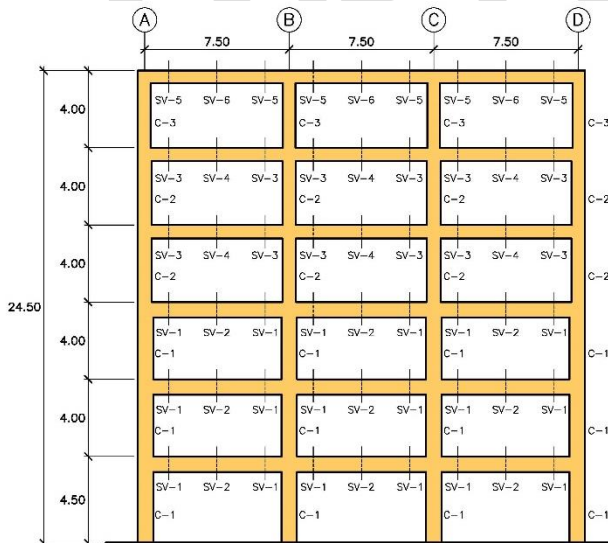 A B C D
7.50 7.50 7.50
4.00 SV-5 SV-6 SV-5 SV-5 SV-6 SV-5 SV-5 SV-6 SV-5
C-3 C-3 C-3 C-3
4.00 SV-3 SV-4 SV-3 SV-3 SV-4 SV-3 SV-3 SV-4 SV-3
C-2 C-2 C-2 C-2
4.00 SV-3 SV-4 SV-3 SV-3 SV-4 SV-3 SV-3 SV-4 SV-3
C-2 C-2 C-2 C-2
24.50
4.00 SV-1 SV-2 SV-1 SV-1 SV-2 SV-1 SV-1 SV-2 SV-1
C-1 C-1 C-1 C-1
4.00 SV-1 SV-2 SV-1 SV-1 SV-2 SV-1 SV-1 SV-2 SV-1
C-1 C-1 C-1 C-1
4.50 SV-1 SV-2 SV-1 SV-1 SV-2 SV-1 SV-1 SV-2 SV-1
C-1 C-1 C-1 C-1